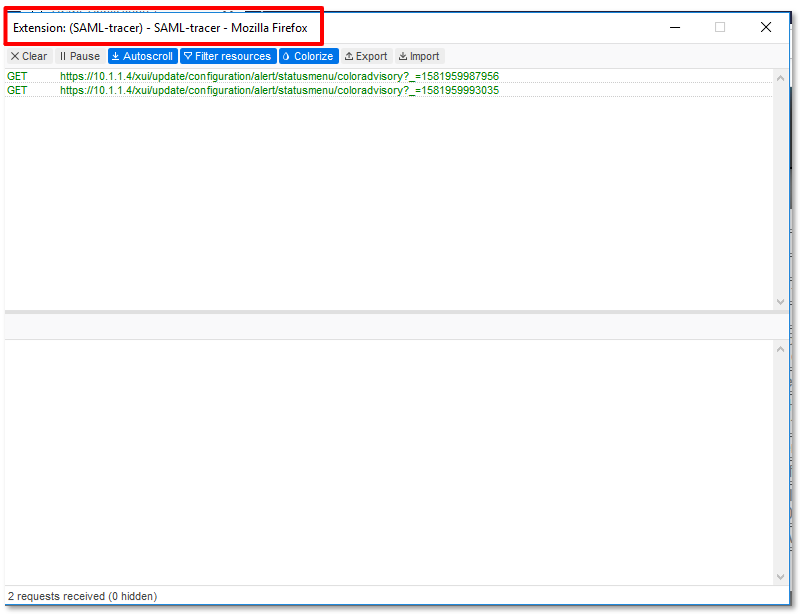 Extension: (SAML-tracer) - SAML-tracer - Mozilla Firefox
Clear Pause Autoscroll Filter resources Colorize Export Import
GET https://10.1.1.4/xui/update/configuration/alert/statusmenu/coloradvisory?_=1581959987956
GET https://10.1.1.4/xui/update/configuration/alert/statusmenu/coloradvisory?_=1581959993035
2 requests received (0 hidden)